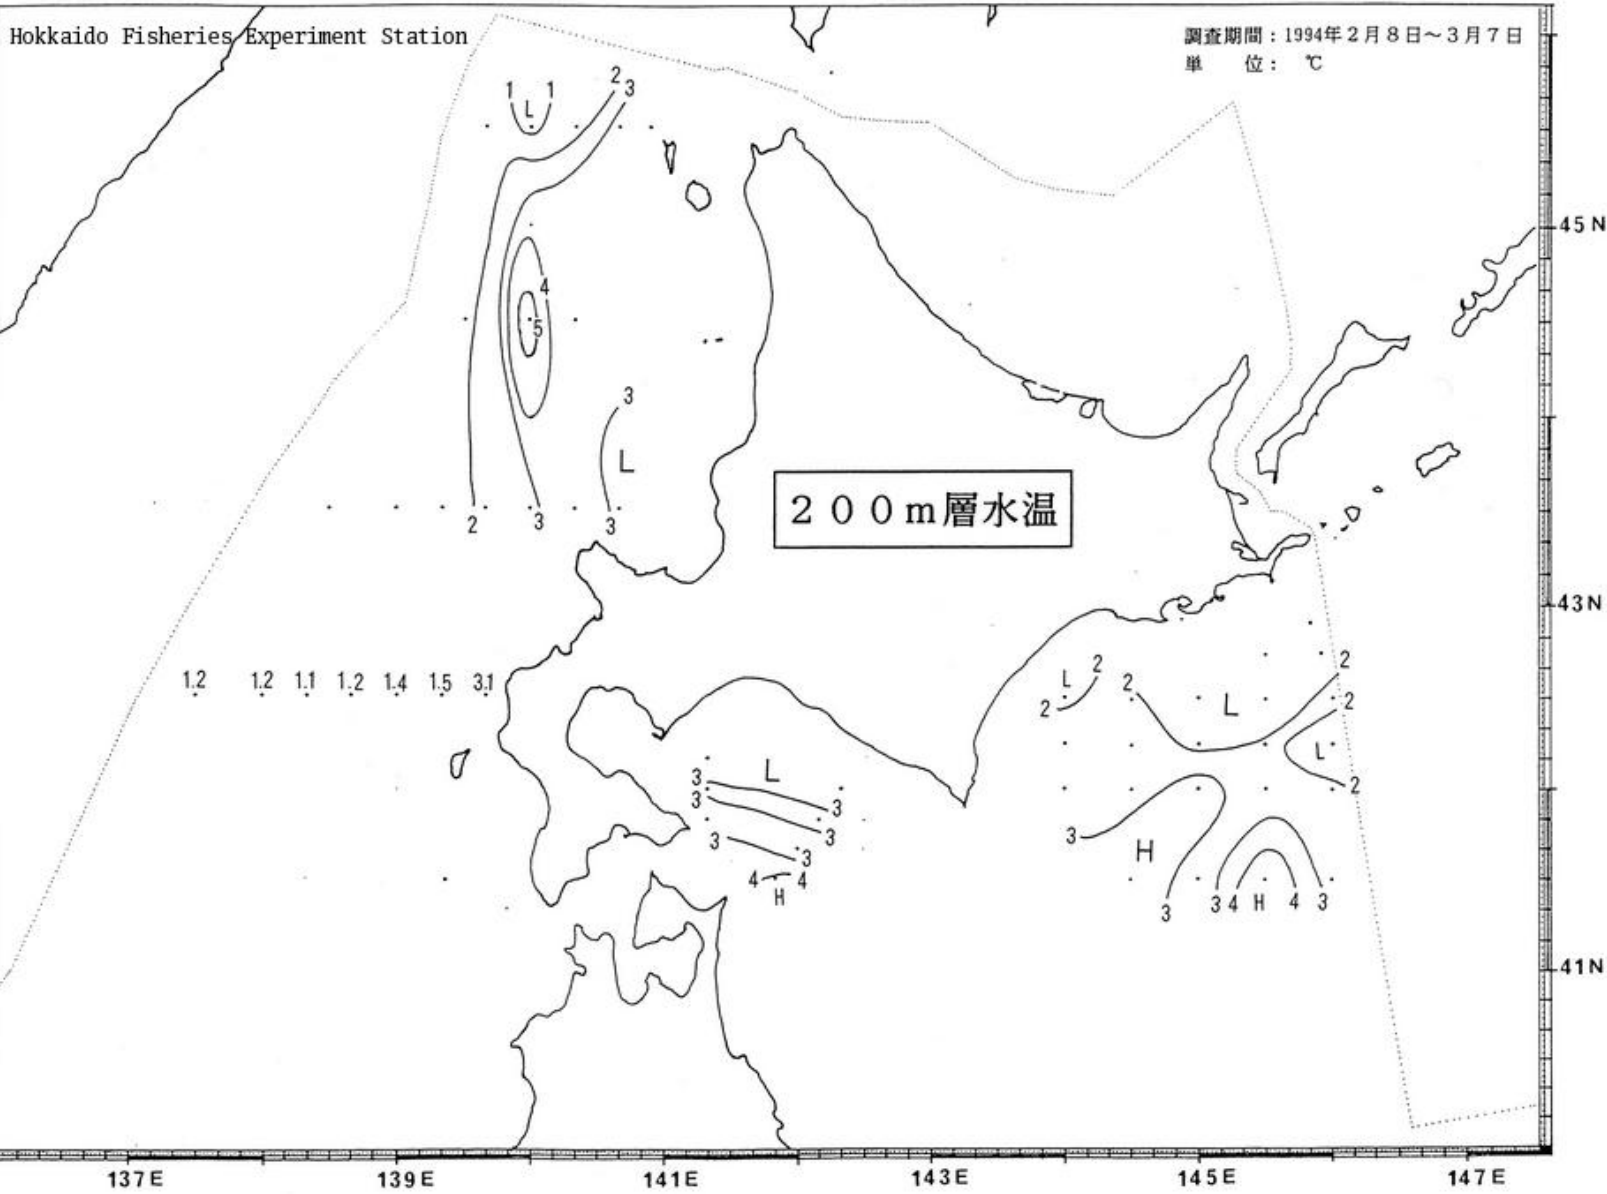 Hokkaido Fisheries Experiment Station
調査期間：1994年２月８日～３月７日
単　位：　℃
1 L 1
2
3
45N
4
5
3
L
２００ｍ層水温
2 3 3
43N
1.2 1.2 1.1 1.2 1.4 1.5 3.1
L 2 2 2
2 L 2
L
2
3 L
3 3
3 3
3 3
4 4
H
3 H
3 3 4 H 4 3
41N
137E 139E 141E 143E 145E 147E